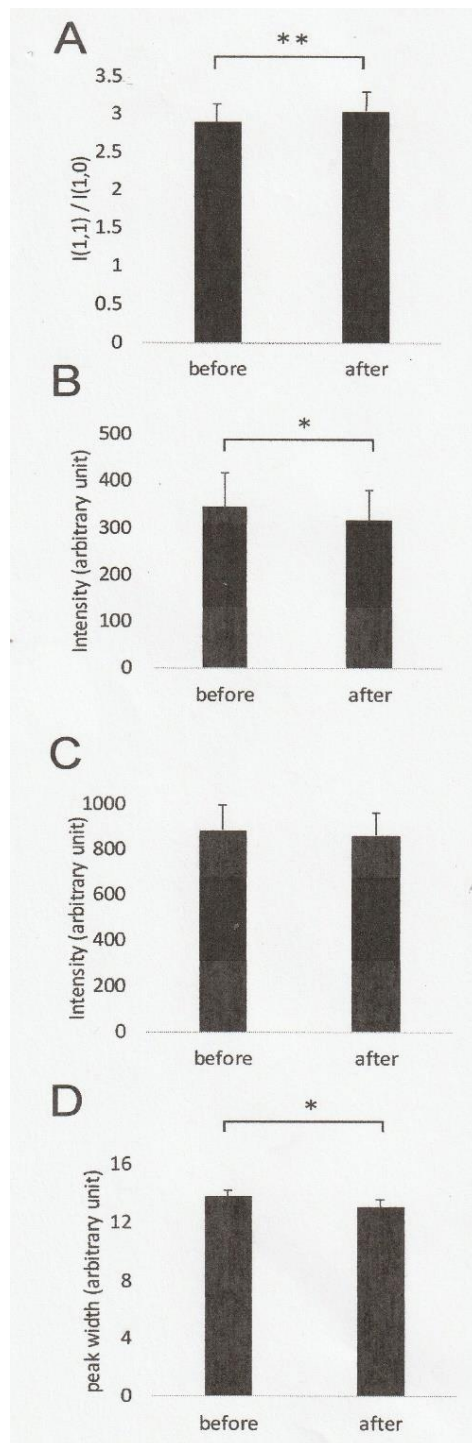 A
**
3.5
3
2.5
2
1.5
1
0.5
0
I(1,1) / I(1,0)
before after
B
*
500
400
300
200
100
0
Intensity (arbitrary unit)
before after
C
1000
800
600
400
200
0
Intensity (arbitrary unit)
before after
D
*
16
12
8
4
0
peak width (arbitrary unit)
before after